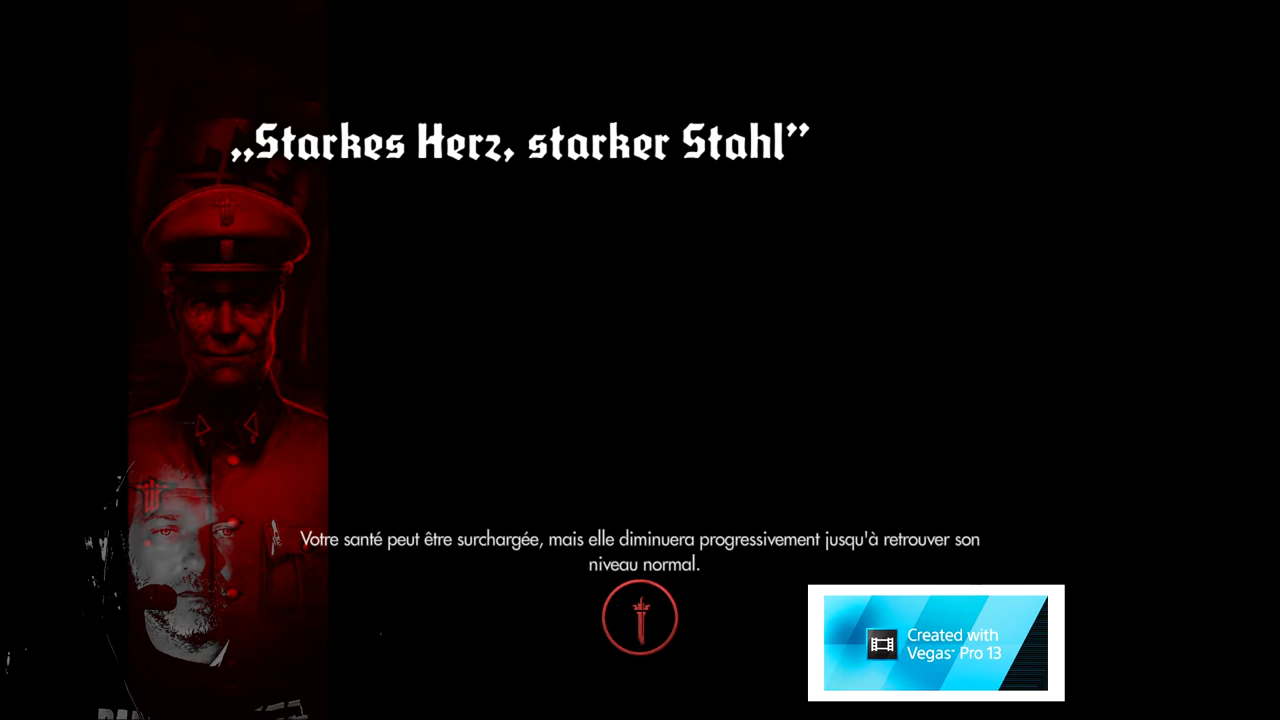 „Starkes Herz, starker Stahl”
Votre santé peut être surchargée, mais elle diminuera progressivement jusqu'à retrouver son
niveau normal.
Created with
Vegas™ Pro 13